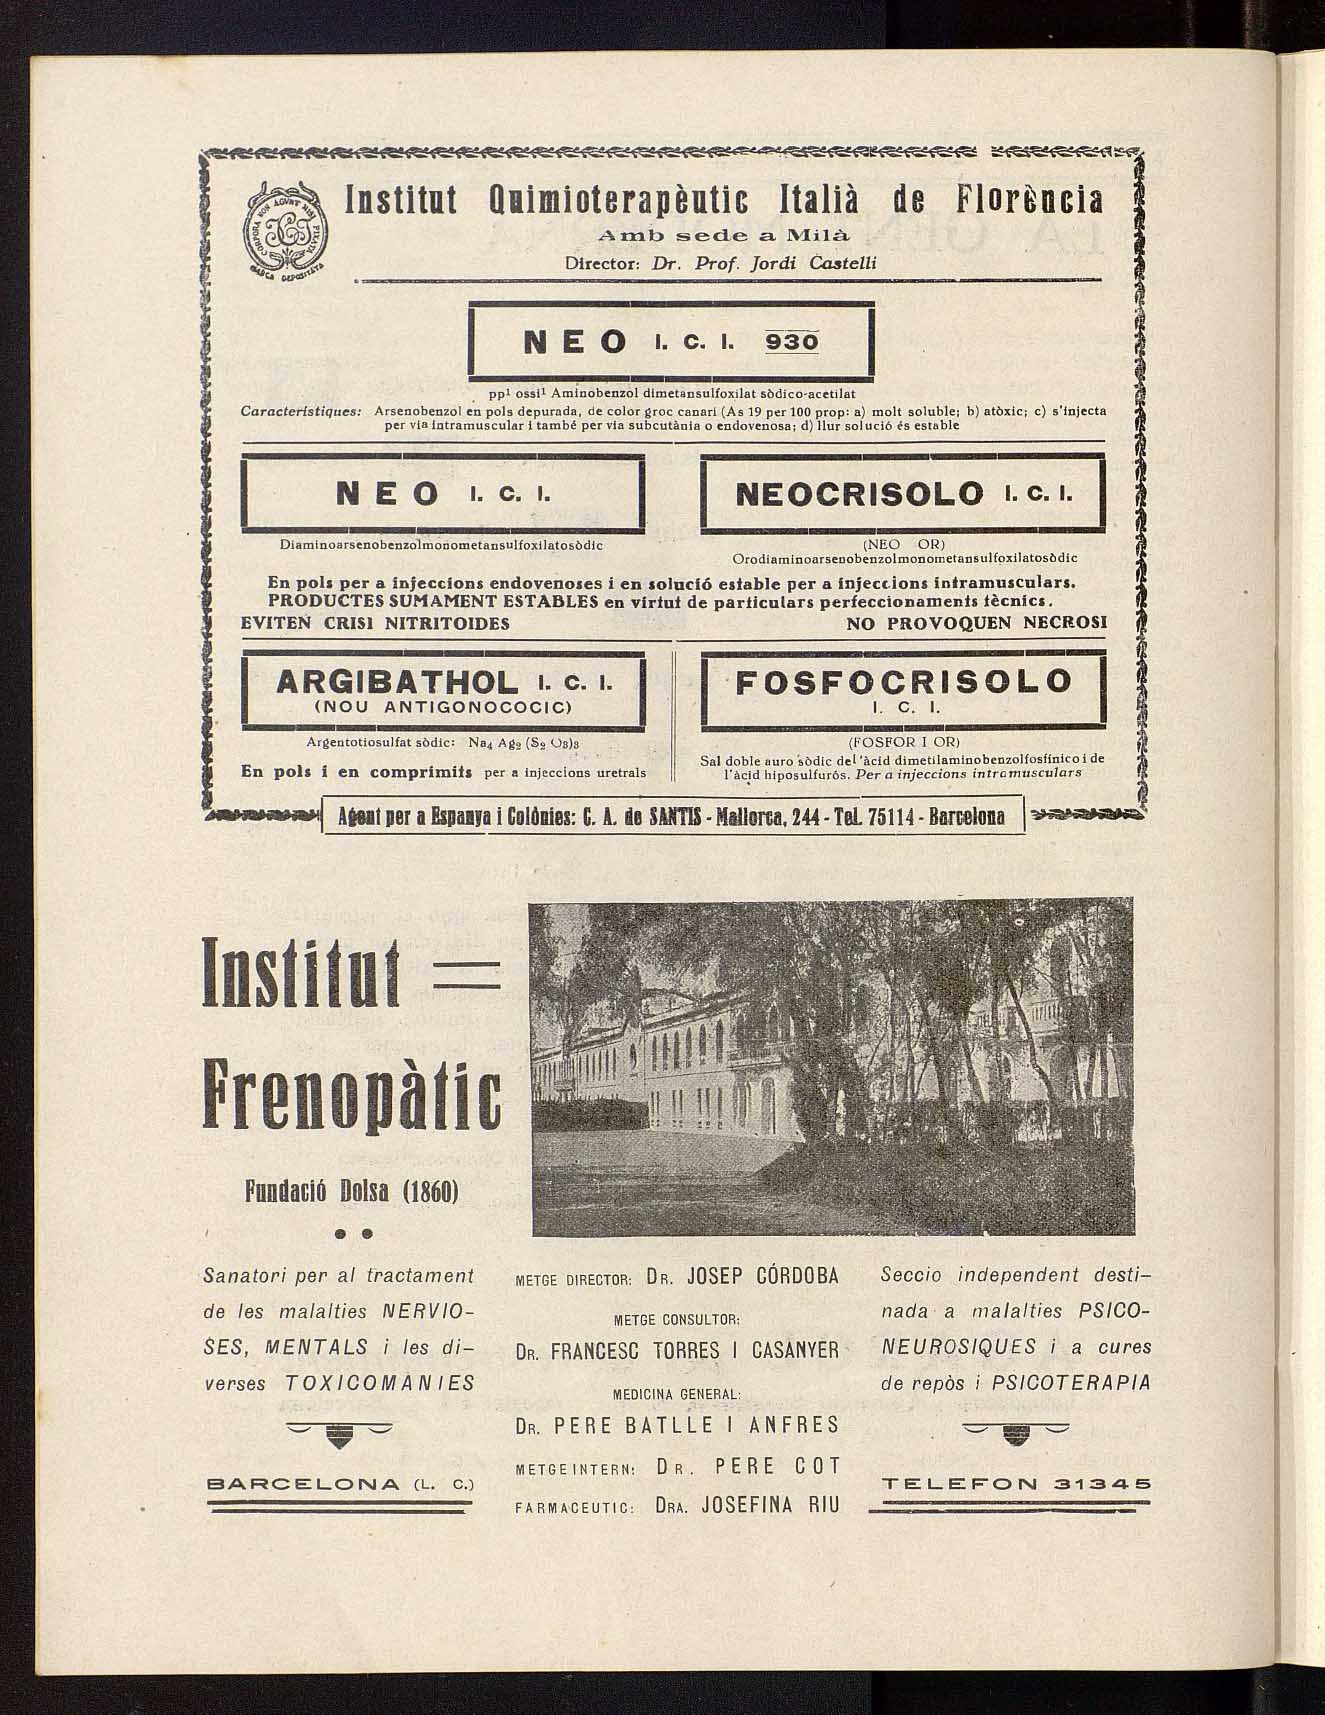 CORPORA NON AGUNT NISI FIXATA
MARCA DEPOSITATA
Institut Quimioterapèutic Italià de Florència
Amb sede a Milà
Director: Dr. Prof. Jordi Castelli
NEO I. C. I. 930
pp¹ ossi¹ Aminobenzol dimetansulfoxilat sòdico-acetilat
Característiques: Arsenobenzol en pols depurada, de color groc canari (As 19 per 100 prop: a) molt soluble; b) atòxic; c) s'injecta
per via intramuscular i també per via subcutània o endovenosa; d) llur solució és estable
NEO I. C. I.
Diaminoarsenobenzolmonometansulfoxilatosòdic
NEOCRISOLO I. C. I.
(NEO OR)
Orodiaminoarsenobenzolmonometansulfoxilatosòdic
En pols per a injeccions endovenoses i en solució estable per a injeccions intramusculars.
PRODUCTES SUMAMENT ESTABLES en virtut de particulars perfeccionaments tècnics.
EVITEN CRISI NITRITOIDES NO PROVOQUEN NECROSI
ARGIBATHOL I. C. I.
(NOU ANTIGONOCOCIC)
Argentotiosulfat sòdic: Na₄ Ag₂ (S₂ O₃)₃
En pols i en comprimits per a injeccions uretrals
FOSFOCRISOLO
I. C. I.
(FOSFOR I OR)
Sal doble auro sòdic del 'àcid dimetilaminobenzolfosfínico i de
l'àcid hiposulfurós. Per a injeccions intramusculars
Agent per a Espanya i Colònies: C. A. de SANTIS - Mallorca, 244 - Tel. 75114 - Barcelona
Institut
Frenopàtic
Fundació Dolsa (1860)
Sanatori per al tractament
de les malalties NERVIO-
SES, MENTALS i les di-
verses TOXICOMÀNIES
BARCELONA (L. C.)
METGE DIRECTOR: DR. JOSEP CÓRDOBA
METGE CONSULTOR:
DR. FRANCESC TORRES I CASANYER
MEDICINA GENERAL:
DR. PERE BATLLE I ANFRES
METGE INTERN: DR. PERE COT
FARMACEUTIC: DRA. JOSEFINA RIU
Seccio independent desti-
nada a malalties PSICO-
NEUROSIQUES i a cures
de repòs i PSICOTERAPIA
TELEFON 31345